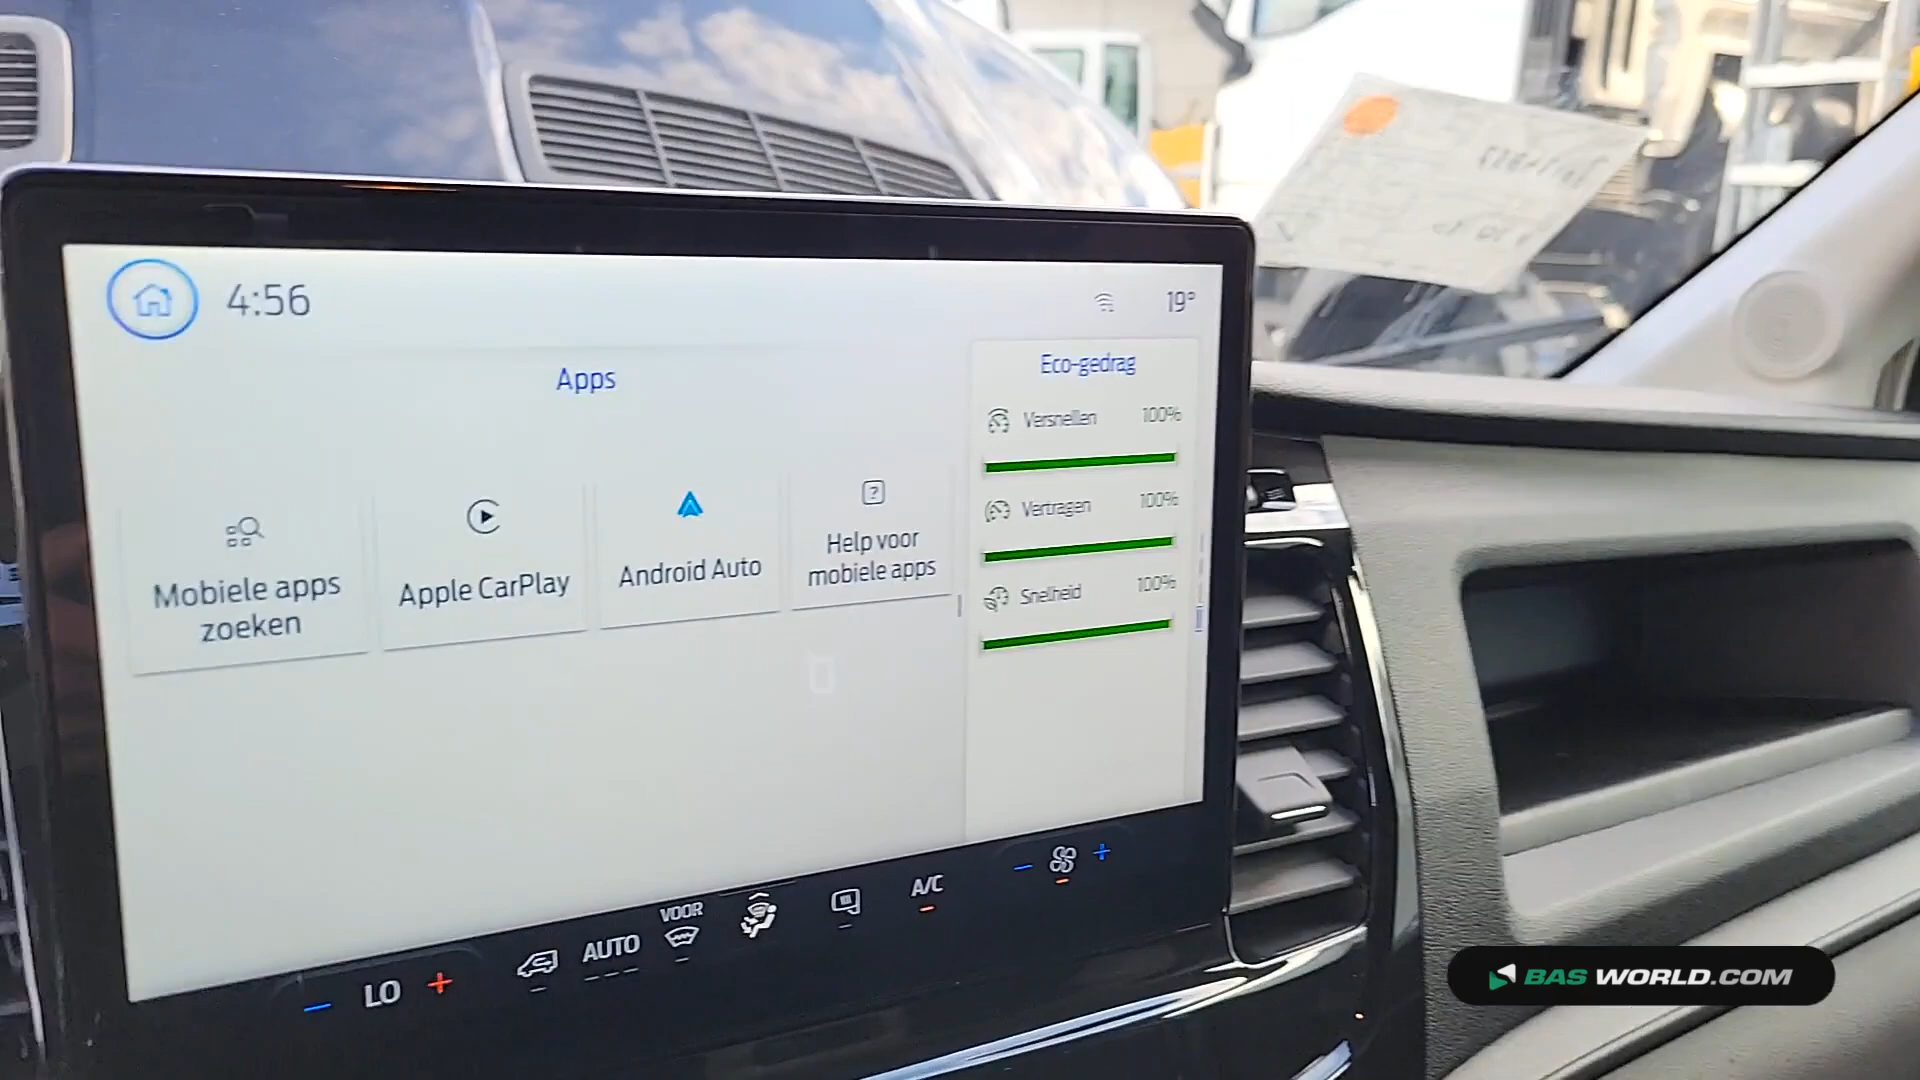 4:56
19°
Apps
Eco-gedrag
Versnellen 100%
Vertragen 100%
Snelheid 100%
Mobiele apps
zoeken
Apple CarPlay
Android Auto
Help voor
mobiele apps
LO
AUTO
VOOR
A/C
BAS WORLD.COM